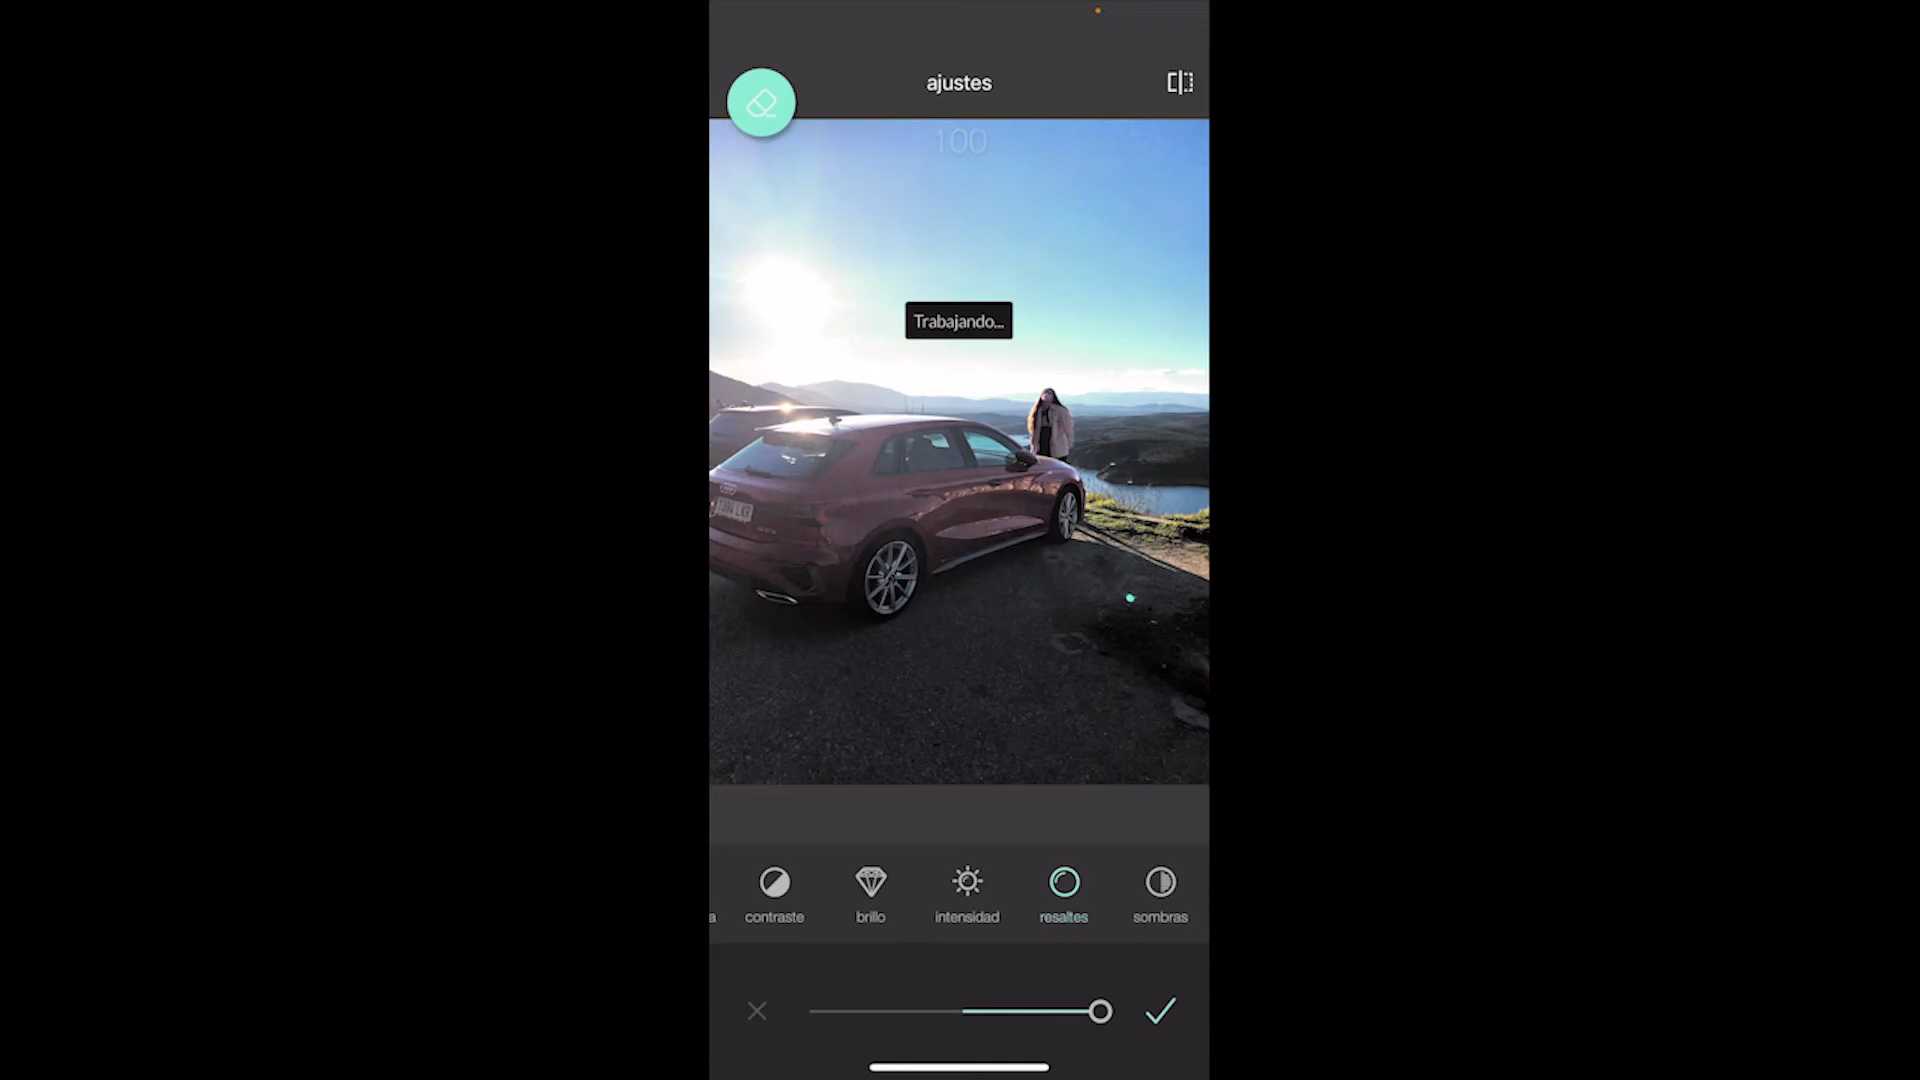 ajustes
100
Trabajando...
a
contraste
brillo
intensidad
resaltes
sombras